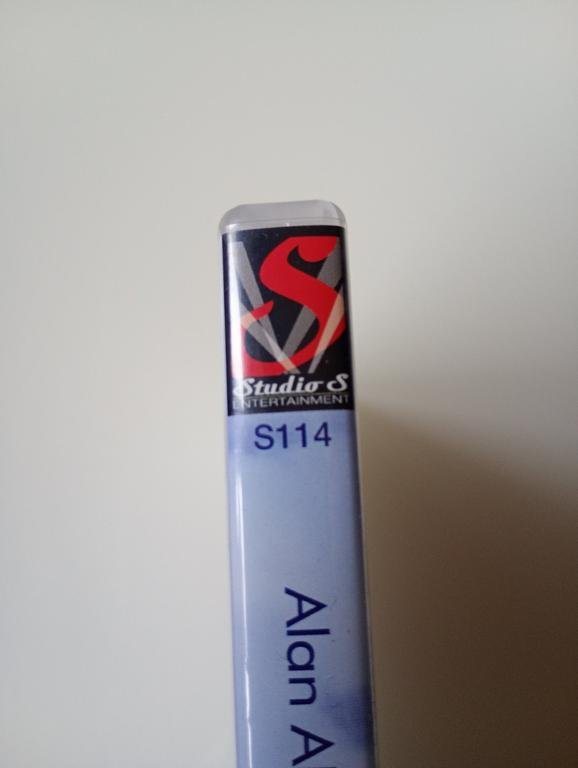 S
Studio S
ENTERTAINMENT
S114
Alan